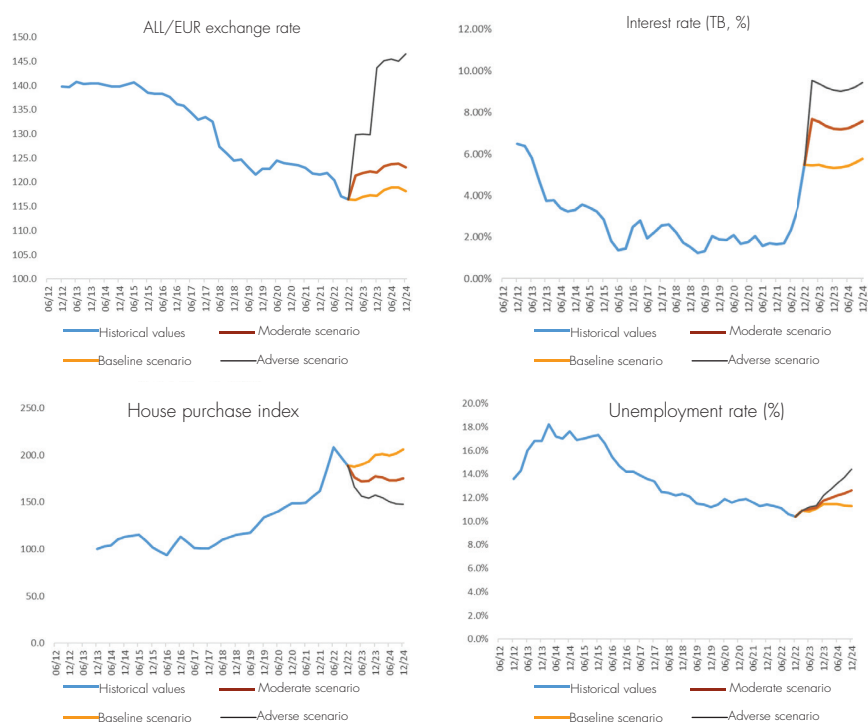 ALL/EUR exchange rate
150.0
145.0
140.0
135.0
130.0
125.0
120.0
115.0
110.0
105.0
100.0
06/12 12/12 06/13 12/13 06/14 12/14 06/15 12/15 06/16 12/16 06/17 12/17 06/18 12/18 06/19 12/19 06/20 12/20 06/21 12/21 06/22 12/22 06/23 12/23 06/24 12/24
Historical values Moderate scenario
Baseline scenario Adverse scenario
Interest rate (TB, %)
12.00%
10.00%
8.00%
6.00%
4.00%
2.00%
0.00%
06/12 12/12 06/13 12/13 06/14 12/14 06/15 12/15 06/16 12/16 06/17 12/17 06/18 12/18 06/19 12/19 06/20 12/20 06/21 12/21 06/22 12/22 06/23 12/23 06/24 12/24
Historical values Moderate scenario
Baseline scenario Adverse scenario
House purchase index
250.0
200.0
150.0
100.0
50.0
0.0
06/12 12/12 06/13 12/13 06/14 12/14 06/15 12/15 06/16 12/16 06/17 12/17 06/18 12/18 06/19 12/19 06/20 12/20 06/21 12/21 06/22 12/22 06/23 12/23 06/24 12/24
Historical values Moderate scenario
Baseline scenario Adverse scenario
Unemployment rate (%)
20.0%
18.0%
16.0%
14.0%
12.0%
10.0%
8.0%
6.0%
4.0%
2.0%
0.0%
06/12 12/12 06/13 12/13 06/14 12/14 06/15 12/15 06/16 12/16 06/17 12/17 06/18 12/18 06/19 12/19 06/20 12/20 06/21 12/21 06/22 12/22 06/23 12/23 06/24 12/24
Historical values Moderate scenario
Baseline scenario Adverse scenario